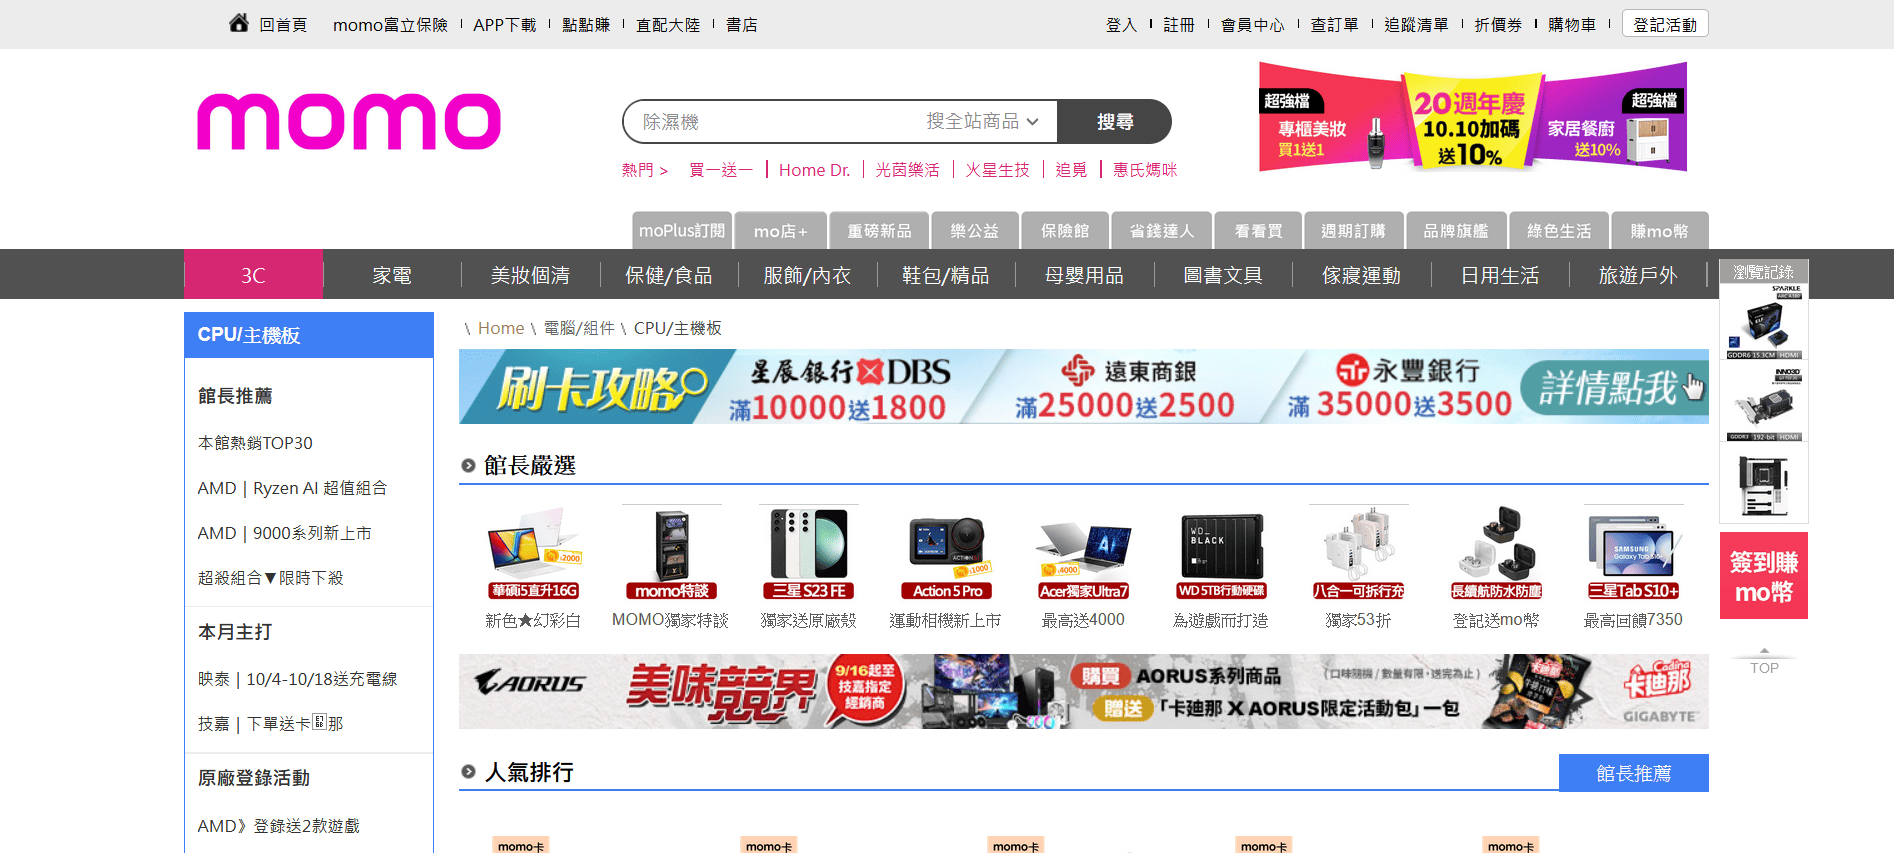 回首頁 momo富立保險 APP下載 點點賺 直配大陸 書店 登入 註冊 會員中心 查訂單 追蹤清單 折價券 購物車 登記活動
momo
除濕機 搜全站商品 搜尋
熱門 > 買一送一 Home Dr. 光茵樂活 火星生技 追覓 惠氏媽咪
超強檔
專櫃美妝
買1送1
20週年慶
10.10加碼
送10%
超強檔
家居餐廚
送10%
moPlus訂閱 mo店+ 重磅新品 樂公益 保險館 省錢達人 看看買 週期訂購 品牌旗艦 綠色生活 賺mo幣
3C 家電 美妝個清 保健/食品 服飾/內衣 鞋包/精品 母嬰用品 圖書文具 傢寢運動 日用生活 旅遊戶外
瀏覽記錄
SPARKLE
GDDR6 15.3CM HDMI
INNO3D
GDDR3 192-bit HDMI
簽到賺
mo幣
TOP
CPU/主機板
館長推薦
本館熱銷TOP30
AMD | Ryzen AI 超值組合
AMD | 9000系列新上市
超殺組合▼限時下殺
本月主打
映泰 | 10/4-10/18送充電線
技嘉 | 下單送卡那
原廠登錄活動
AMD》登錄送2款遊戲
\ Home \ 電腦/組件 \ CPU/主機板
刷卡攻略
星辰銀行 DBS
滿10000送1800
遠東商銀
滿25000送2500
永豐銀行
滿35000送3500
詳情點我
館長嚴選
2000
華碩i5直升16G
新色★幻彩白
momo特談
MOMO獨家特談
三星 S23 FE
獨家送原廠殼
ACTION
1000
Action 5 Pro
運動相機新上市
4000
Acer獨家Ultra7
最高送4000
WD_
BLACK
WD 5TB行動硬碟
為遊戲而打造
八合一可拆行充
獨家53折
長續航防水防塵
登記送mo幣
SAMSUNG
Galaxy Tab S10+
三星Tab S10+
最高回饋7350
AORUS
美味競界
9/16起至
技嘉指定
經銷商
購買 AORUS系列商品
(口味隨機 / 數量有限,送完為止)
贈送 「卡迪那 X AORUS限定活動包」一包
Cadina
卡迪那
GIGABYTE
人氣排行
館長推薦
momo卡 momo卡 momo卡 momo卡 momo卡